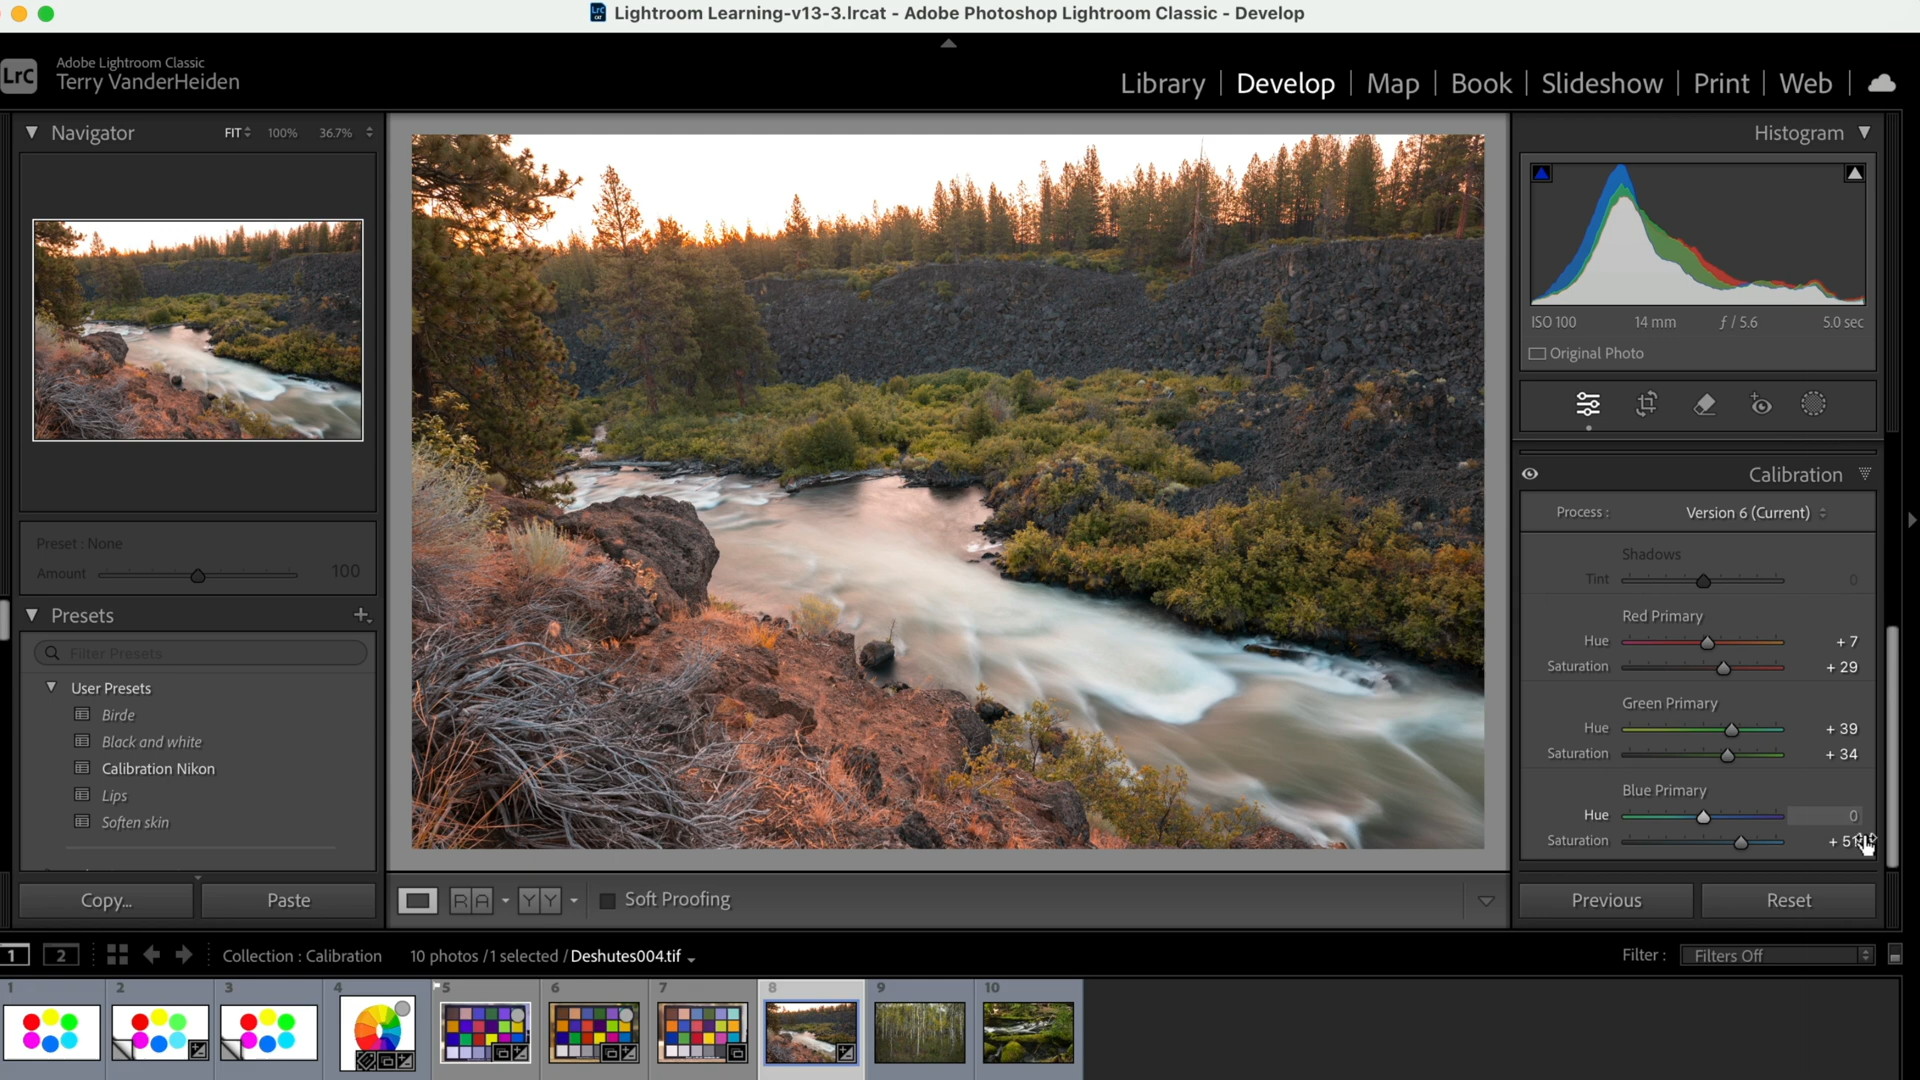 Lightroom Learning-v13-3.lrcat - Adobe Photoshop Lightroom Classic - Develop
LrC
Adobe Lightroom Classic
Terry VanderHeiden
Library | Develop | Map | Book | Slideshow | Print | Web
Navigator FIT 100% 36.7%
Histogram
ISO 100 14 mm f / 5.6 5.0 sec
Original Photo
Calibration
Process : Version 6 (Current)
Shadows
Tint 0
Red Primary
Hue + 7
Saturation + 29
Green Primary
Hue + 39
Saturation + 34
Blue Primary
Hue 0
Saturation + 51
Previous Reset
Preset : None
Amount 100
Presets
Filter Presets
User Presets
Birde
Black and white
Calibration Nikon
Lips
Soften skin
Copy... Paste
R A Y Y Soft Proofing
1 2 Collection : Calibration 10 photos / 1 selected / Deshutes004.tif Filter : Filters Off
1 2 3 4 5 6 7 8 9 10